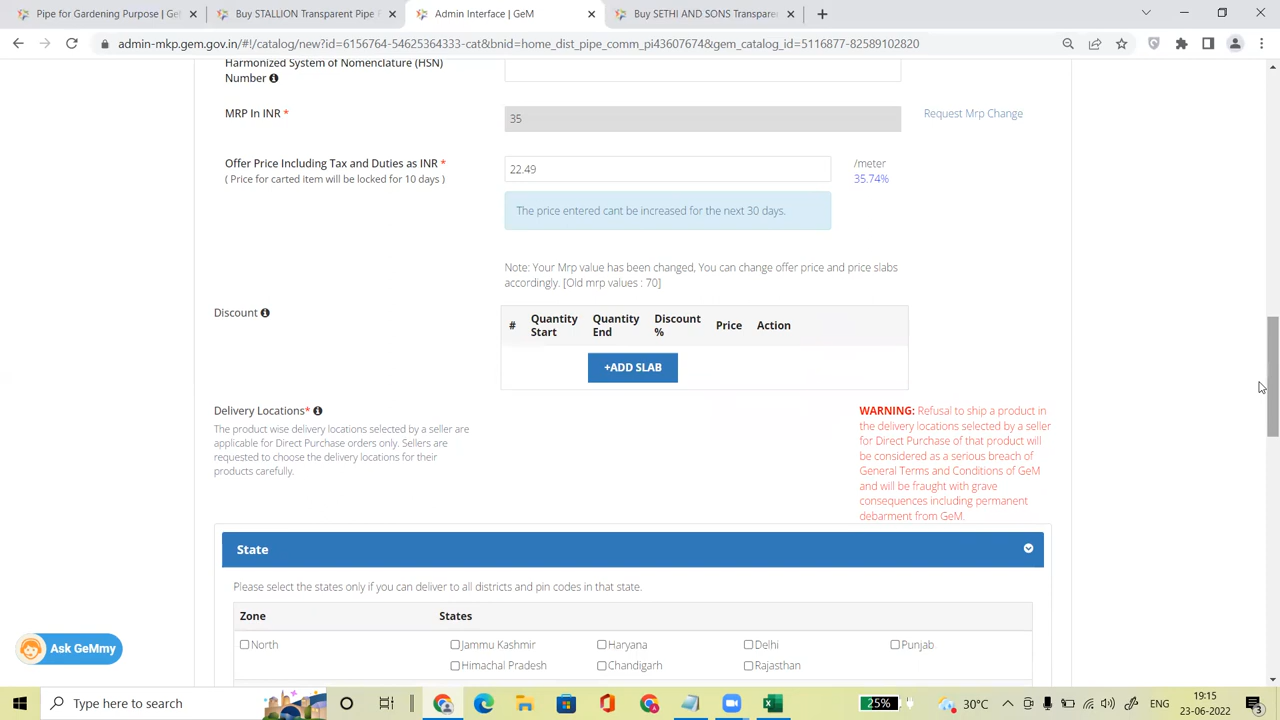 Pipe for Gardening Purpose | Ge
Buy STALLION Transparent Pipe
Admin Interface | GeM
Buy SETHI AND SONS Transpare
admin-mkp.gem.gov.in/#!/catalog/new?id=6156764-54625364333-cat&bnid=home_dist_pipe_comm_pi43607674&gem_catalog_id=5116877-82589102820
Harmonized System of Nomenclature (HSN)
Number
MRP In INR *
35
Request Mrp Change
Offer Price Including Tax and Duties as INR *
( Price for carted item will be locked for 10 days )
22.49
/meter
35.74%
The price entered cant be increased for the next 30 days.
Note: Your Mrp value has been changed, You can change offer price and price slabs
accordingly. [Old mrp values : 70]
Discount
# Quantity Start Quantity End Discount % Price Action
+ADD SLAB
Delivery Locations*
The product wise delivery locations selected by a seller are
applicable for Direct Purchase orders only. Sellers are
requested to choose the delivery locations for their
products carefully.
WARNING: Refusal to ship a product in
the delivery locations selected by a seller
for Direct Purchase of that product will
be considered as a serious breach of
General Terms and Conditions of GeM
and will be fraught with grave
consequences including permanent
debarment from GeM.
State
Please select the states only if you can deliver to all districts and pin codes in that state.
Zone States
North Jammu Kashmir Haryana Delhi Punjab
Himachal Pradesh Chandigarh Rajasthan
Ask GeMmy
Type here to search
25%
30°C
ENG
19:15
23-06-2022
3